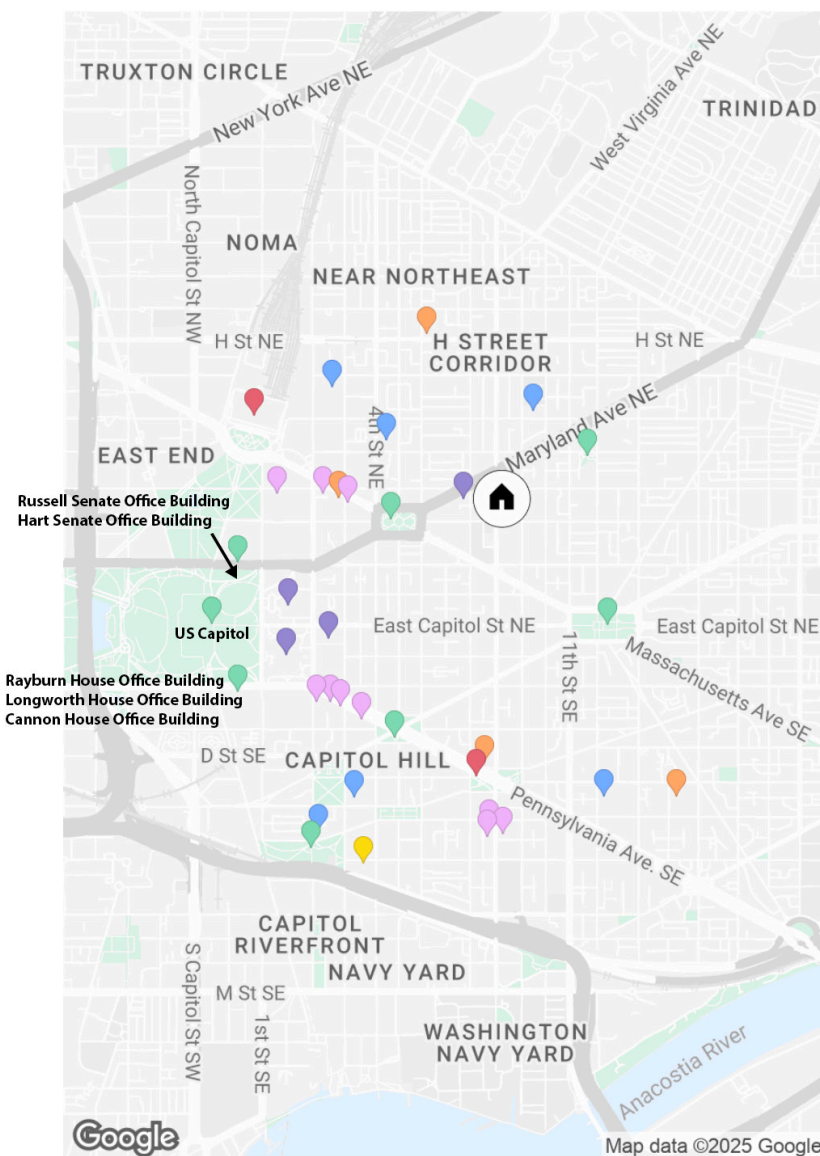 TRUXTON CIRCLE
New York Ave NE
West Virginia Ave NE
TRINIDAD
North Capitol St NW
NOMA
NEAR NORTHEAST
H St NE
H STREET
CORRIDOR
H St NE
4th St NE
Maryland Ave NE
EAST END
Russell Senate Office Building
Hart Senate Office Building
US Capitol
East Capitol St NE
East Capitol St NE
11th St SE
Massachusetts Ave SE
Rayburn House Office Building
Longworth House Office Building
Cannon House Office Building
D St SE
CAPITOL HILL
Pennsylvania Ave. SE
CAPITOL
RIVERFRONT
NAVY YARD
S Capitol St SW
M St SE
1st St SE
WASHINGTON
NAVY YARD
Anacostia River
Google
Map data ©2025 Google